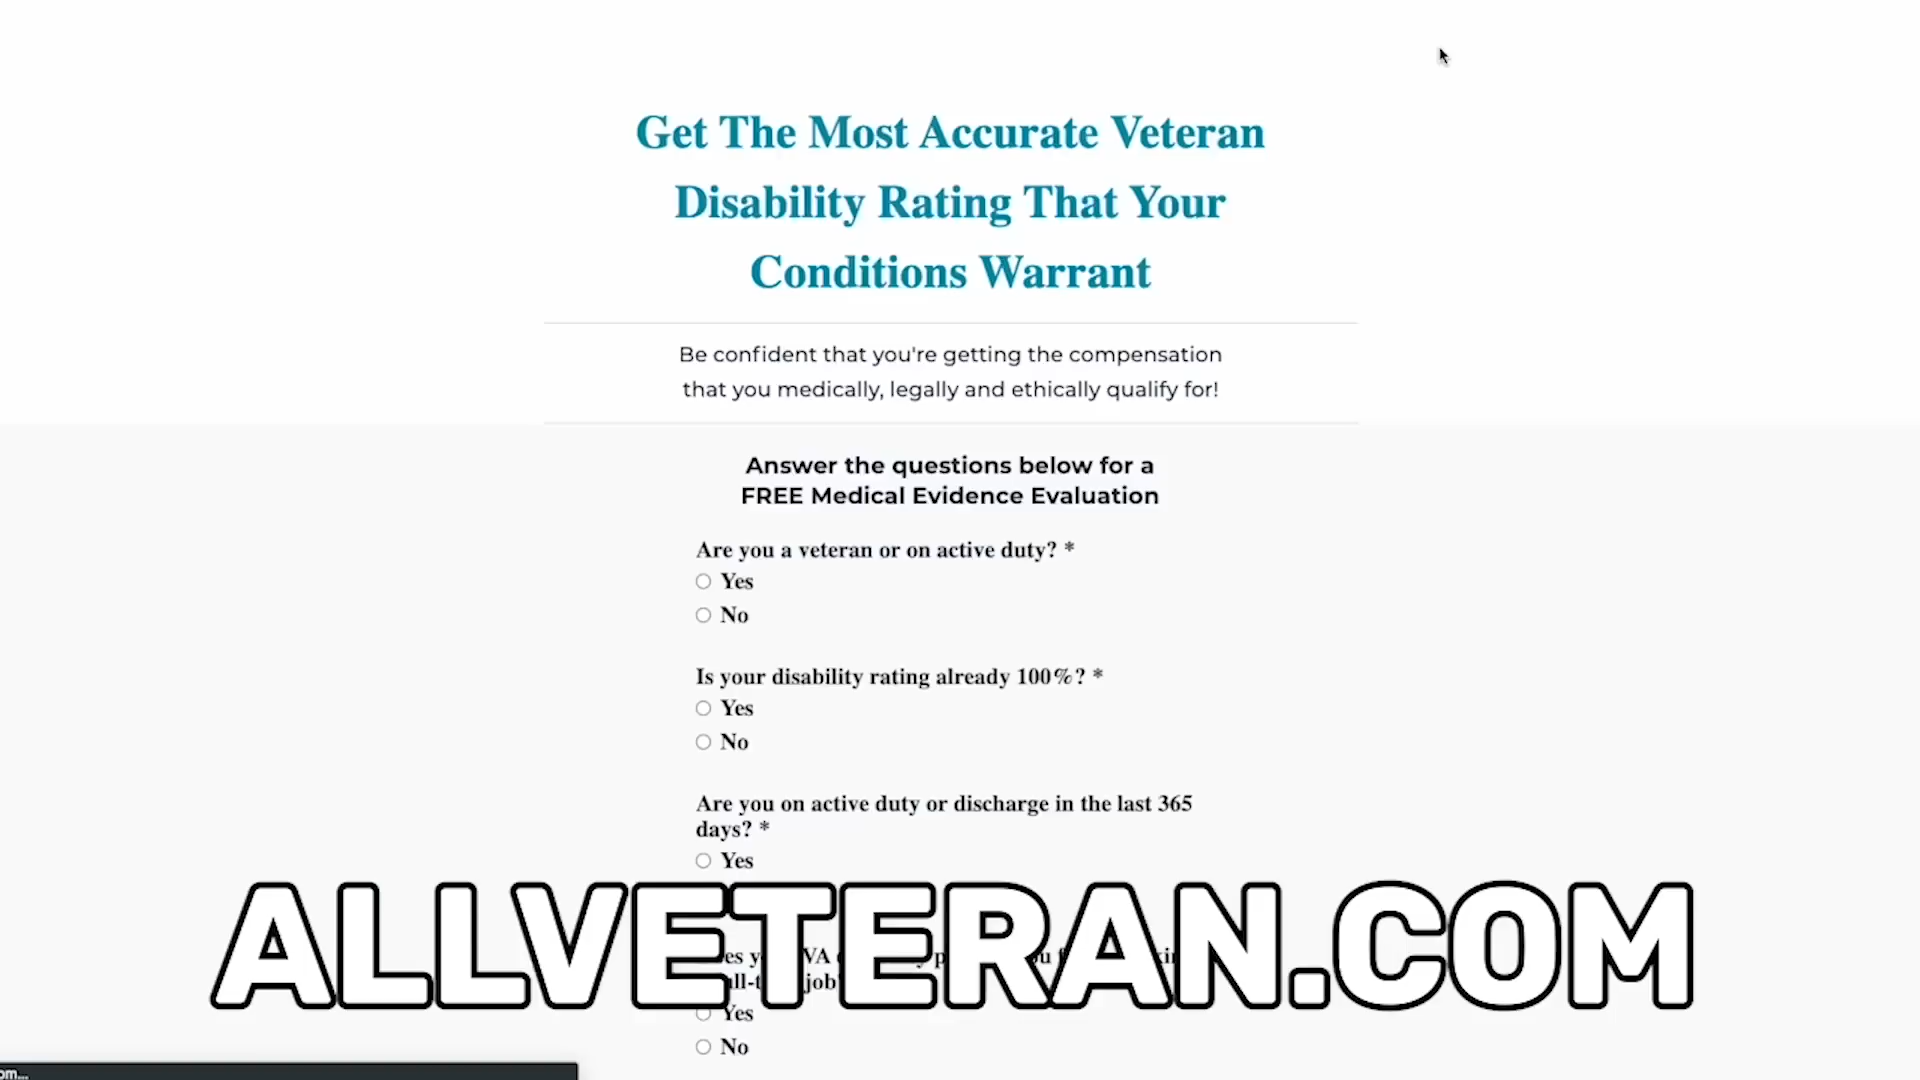 Get The Most Accurate Veteran
Disability Rating That Your
Conditions Warrant
Be confident that you're getting the compensation
that you medically, legally and ethically qualify for!
Answer the questions below for a
FREE Medical Evidence Evaluation
Are you a veteran or on active duty? *
Yes
No
Is your disability rating already 100%? *
Yes
No
Are you on active duty or discharge in the last 365
days? *
Yes
ALLVETERAN.COM
VA
job
Yes
No